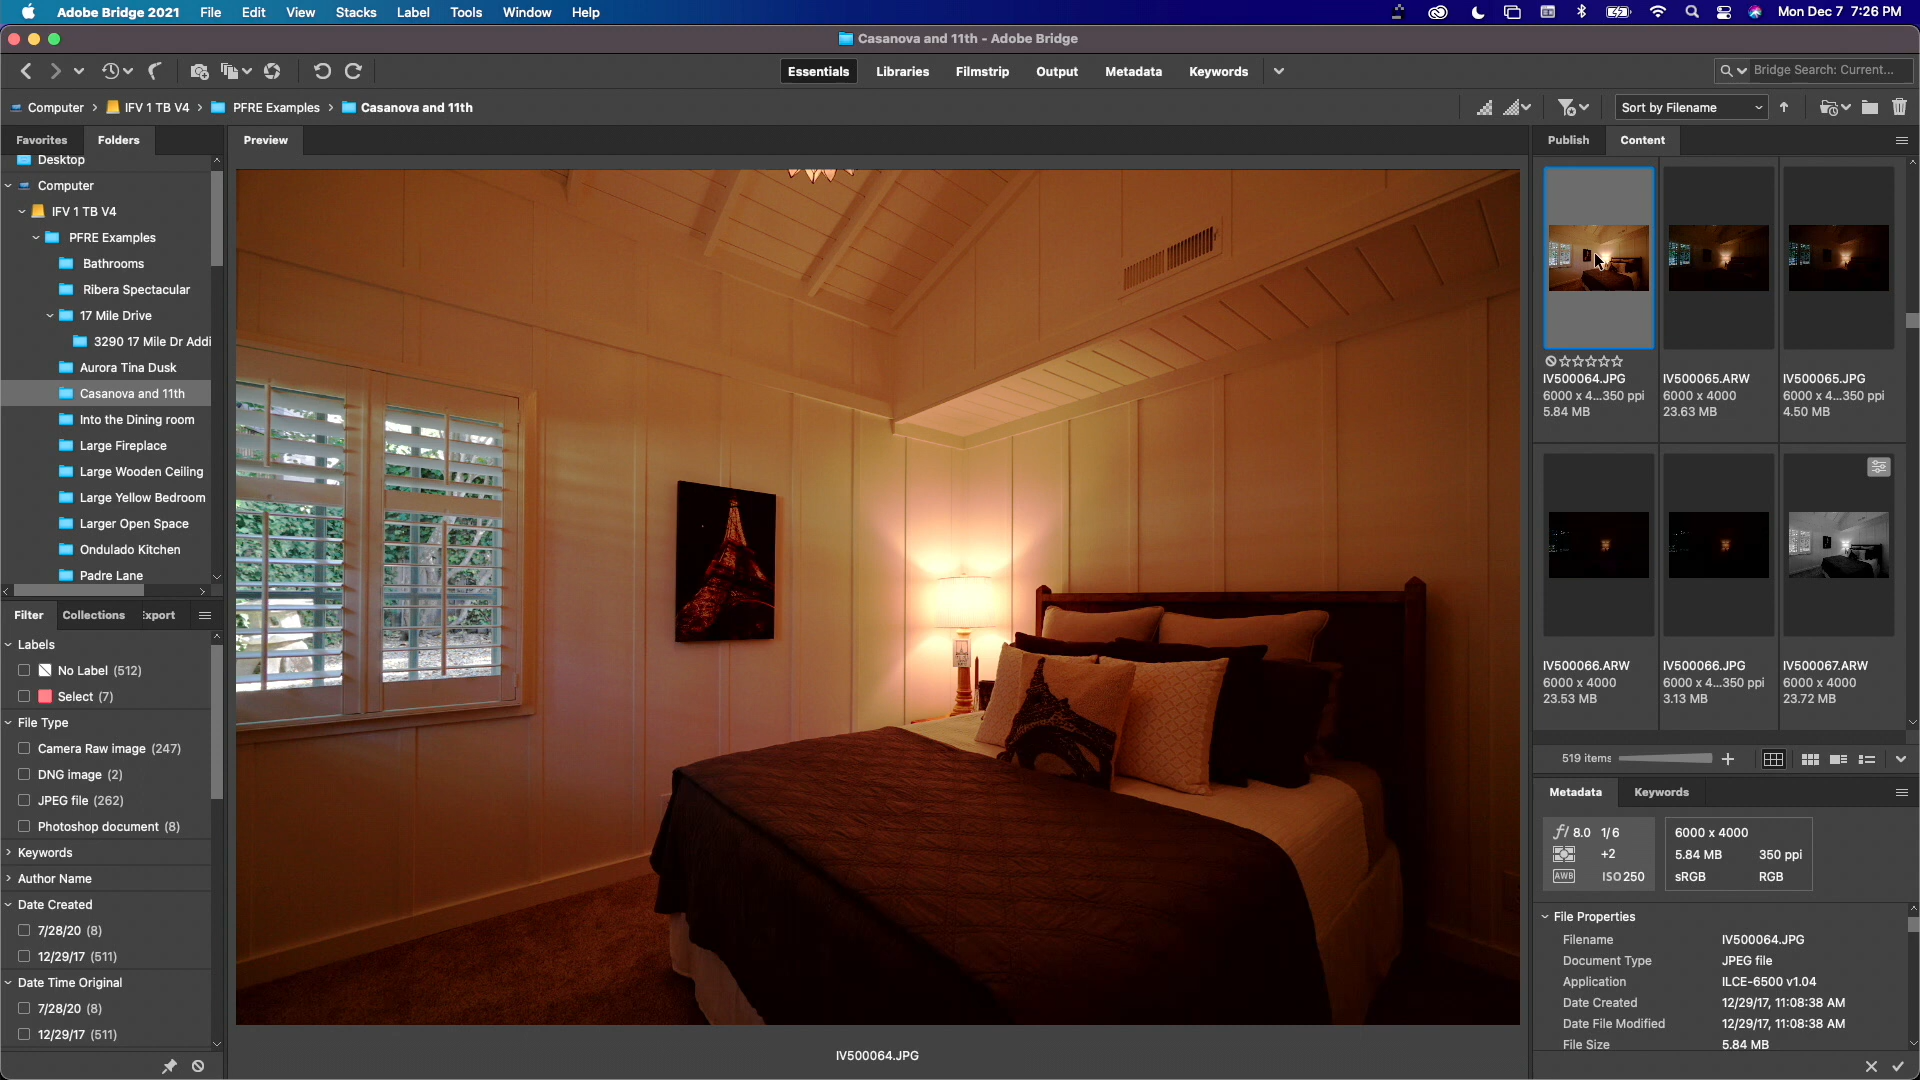 Adobe Bridge 2021 File Edit View Stacks Label Tools Window Help Mon Dec 7 7:26 PM
Casanova and 11th - Adobe Bridge
Essentials Libraries Filmstrip Output Metadata Keywords Bridge Search: Current...
Computer IFV 1 TB V4 PFRE Examples Casanova and 11th Sort by Filename
Favorites Folders
Desktop
Computer
IFV 1 TB V4
PFRE Examples
Bathrooms
Ribera Spectacular
17 Mile Drive
3290 17 Mile Dr Addi
Aurora Tina Dusk
Casanova and 11th
Into the Dining room
Large Fireplace
Large Wooden Ceiling
Large Yellow Bedroom
Larger Open Space
Ondulado Kitchen
Padre Lane
Filter Collections Export
Labels
No Label (512)
Select (7)
File Type
Camera Raw image (247)
DNG image (2)
JPEG file (262)
Photoshop document (8)
Keywords
Author Name
Date Created
7/28/20 (8)
12/29/17 (511)
Date Time Original
7/28/20 (8)
12/29/17 (511)
Preview
IV500064.JPG
Publish Content
IV500064.JPG IV500065.ARW IV500065.JPG
6000 x 4...350 ppi 6000 x 4000 6000 x 4...350 ppi
5.84 MB 23.63 MB 4.50 MB
IV500066.ARW IV500066.JPG IV500067.ARW
6000 x 4000 6000 x 4...350 ppi 6000 x 4000
23.53 MB 3.13 MB 23.72 MB
519 items
Metadata Keywords
f/ 8.0 1/6 6000 x 4000
+2 5.84 MB 350 ppi
AWB ISO250 sRGB RGB
File Properties
Filename IV500064.JPG
Document Type JPEG file
Application ILCE-6500 v1.04
Date Created 12/29/17, 11:08:38 AM
Date File Modified 12/29/17, 11:08:38 AM
File Size 5.84 MB